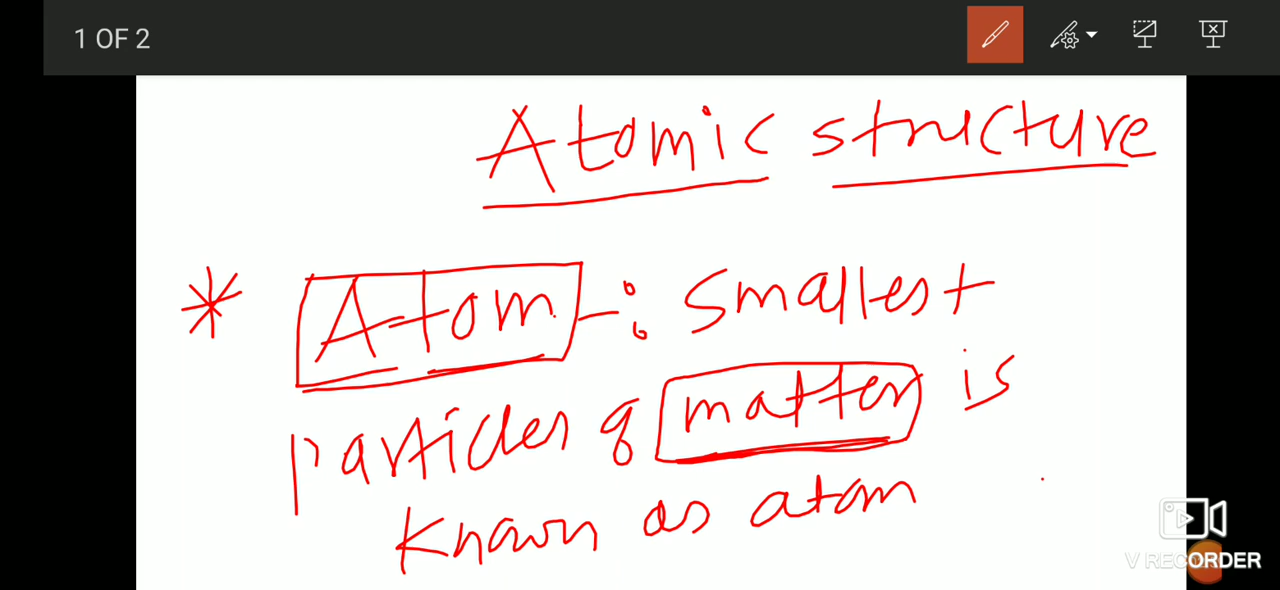 1 OF 2
Atomic structure
* Atom -: smallest
particles of matter is
known as atom
V RECORDER